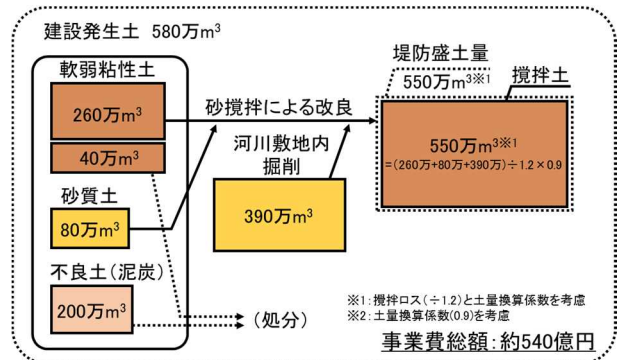 建設発生土 580万m³
軟弱粘性土
260万m³
40万m³
砂質土
80万m³
不良土(泥炭)
200万m³
砂攪拌による改良
河川敷地内
掘削
390万m³
(処分)
堤防盛土量
550万m³※1
攪拌土
550万m³※1
=(260万+80万+390万)÷1.2×0.9
※1:攪拌ロス(÷1.2)と土量換算係数を考慮
※2:土量換算係数(0.9)を考慮
事業費総額:約540億円